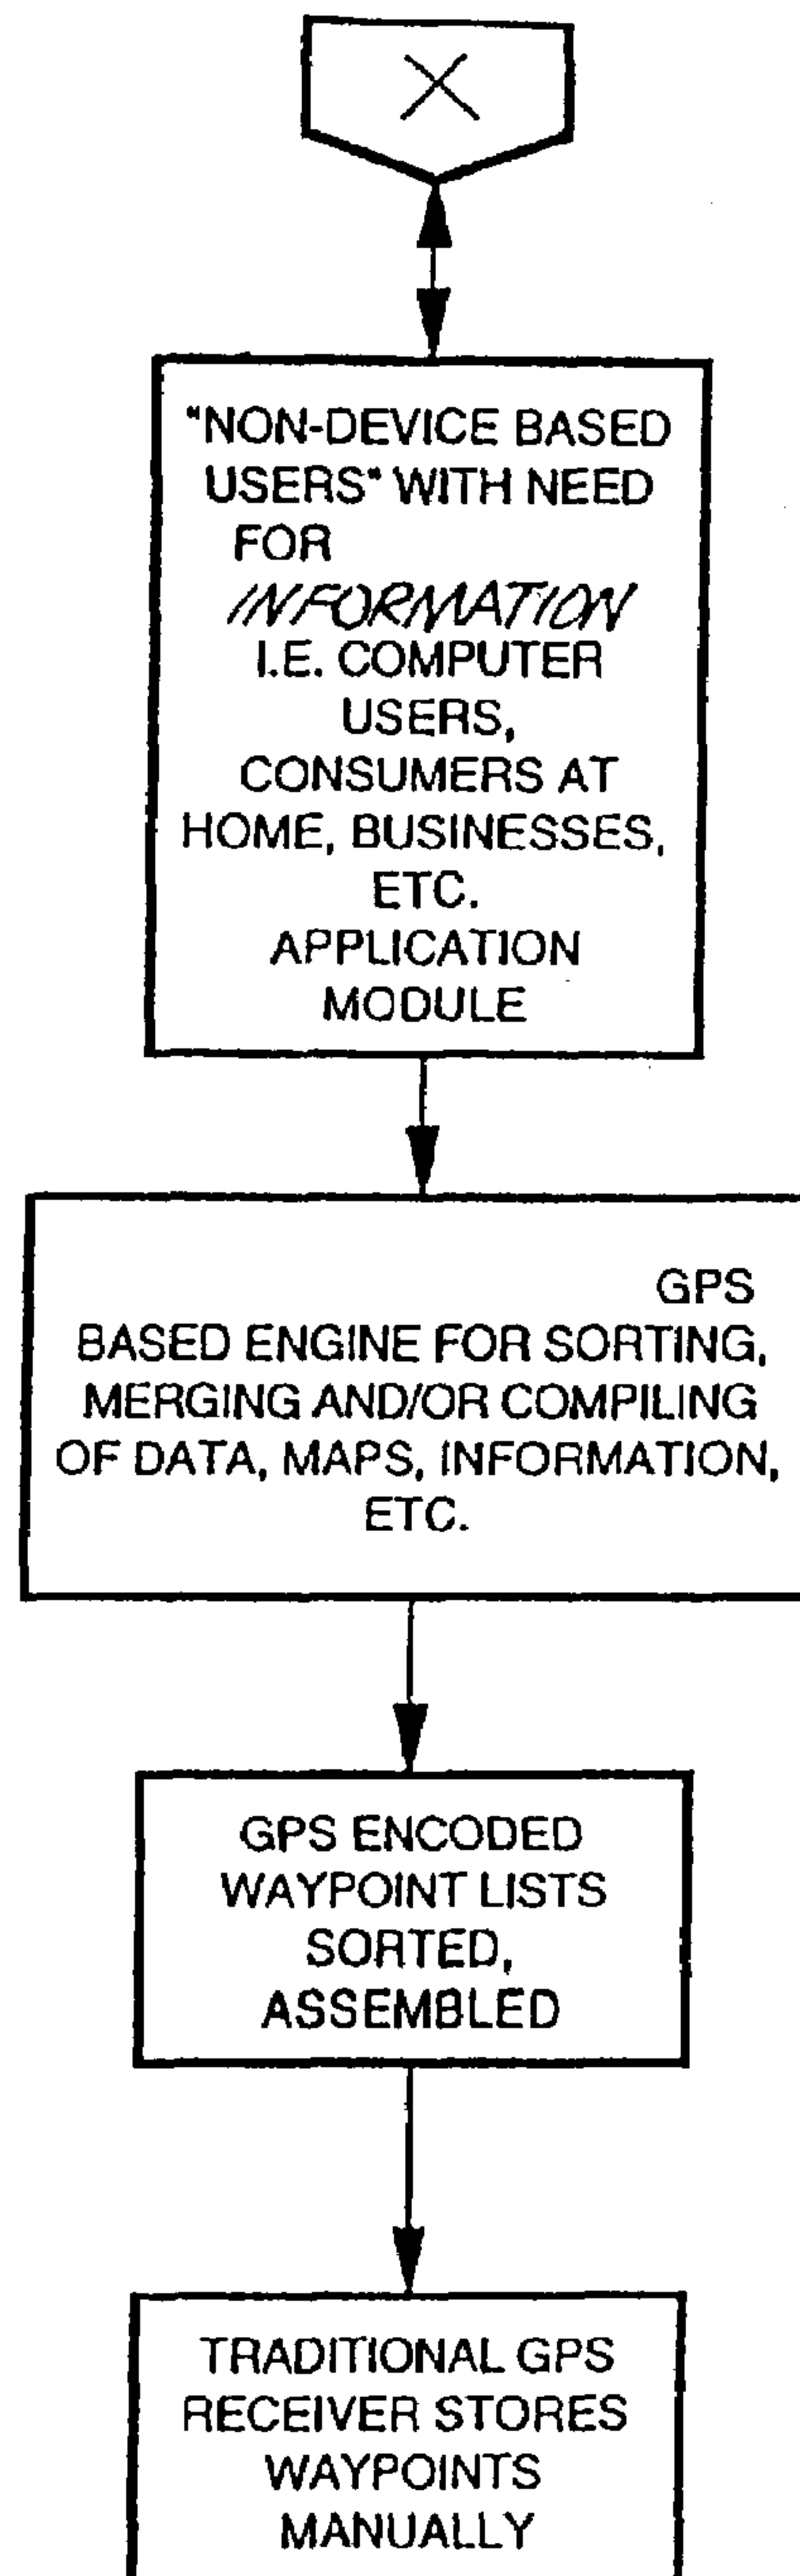 X
"NON-DEVICE BASED
USERS" WITH NEED
FOR
INFORMATION
I.E. COMPUTER
USERS,
CONSUMERS AT
HOME, BUSINESSES,
ETC.
APPLICATION
MODULE
GPS
BASED ENGINE FOR SORTING,
MERGING AND/OR COMPILING
OF DATA, MAPS, INFORMATION,
ETC.
GPS ENCODED
WAYPOINT LISTS
SORTED,
ASSEMBLED
TRADITIONAL GPS
RECEIVER STORES
WAYPOINTS
MANUALLY